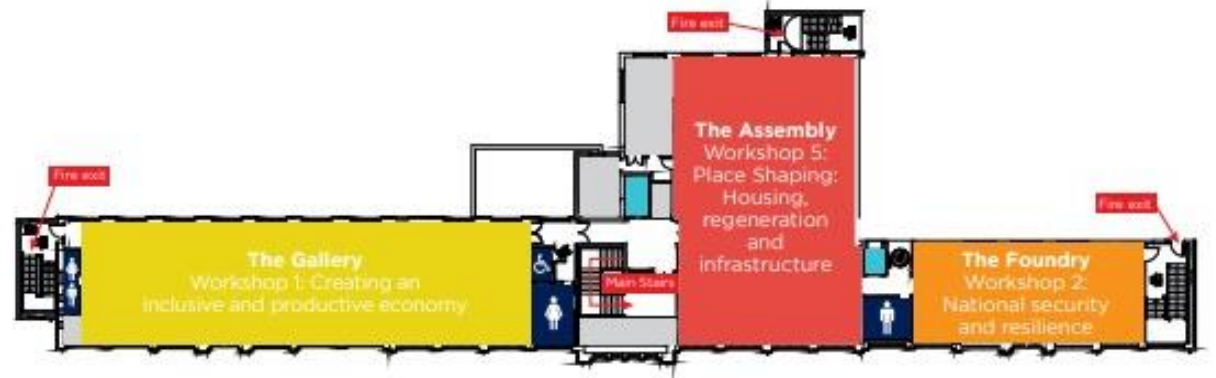 Fire exit
The Assembly
Workshop 5:
Place Shaping:
Housing,
regeneration
and
infrastructure
Fire exit
The Gallery
Workshop 1: Creating an
inclusive and productive economy
Main Stairs
Fire exit
The Foundry
Workshop 2:
National security
and resilience